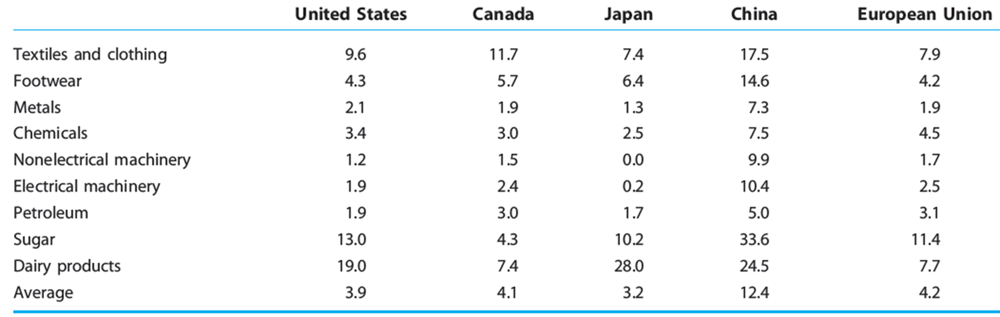 United States Canada Japan China European Union
Textiles and clothing 9.6 11.7 7.4 17.5 7.9
Footwear 4.3 5.7 6.4 14.6 4.2
Metals 2.1 1.9 1.3 7.3 1.9
Chemicals 3.4 3.0 2.5 7.5 4.5
Nonelectrical machinery 1.2 1.5 0.0 9.9 1.7
Electrical machinery 1.9 2.4 0.2 10.4 2.5
Petroleum 1.9 3.0 1.7 5.0 3.1
Sugar 13.0 4.3 10.2 33.6 11.4
Dairy products 19.0 7.4 28.0 24.5 7.7
Average 3.9 4.1 3.2 12.4 4.2